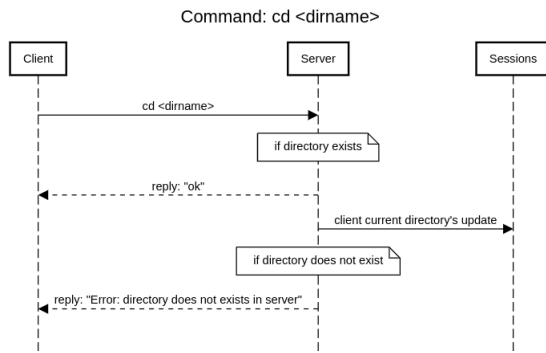 Command: cd <dirname>
Client
Server
Sessions
cd <dirname>
if directory exists
reply: "ok"
client current directory's update
if directory does not exist
reply: "Error: directory does not exists in server"